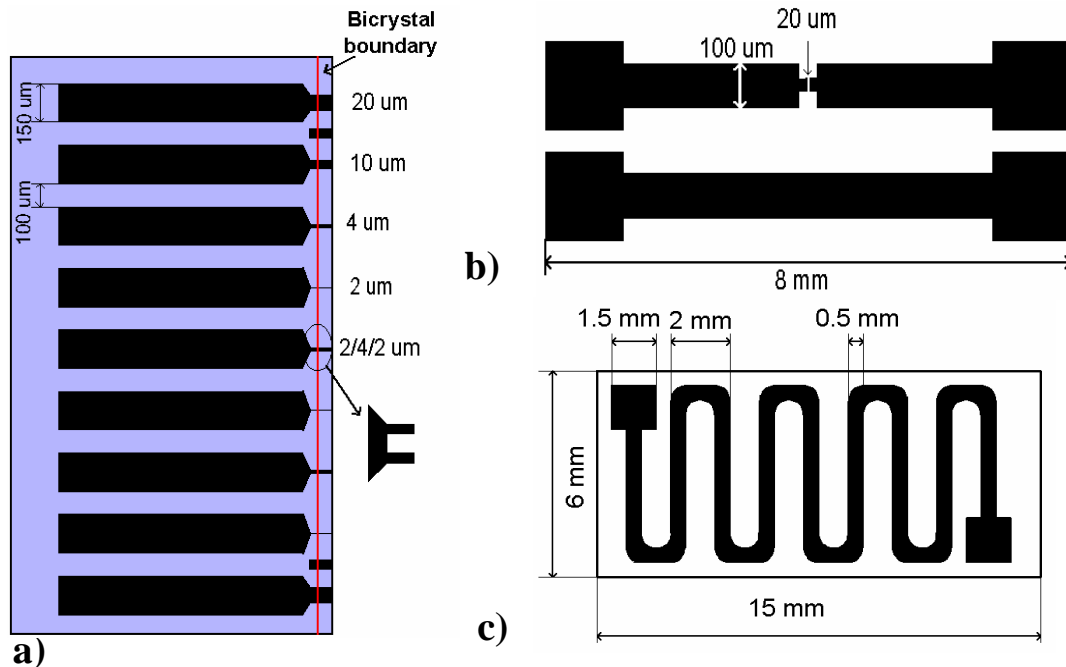 Bicrystal
boundary
150 um
100 um
20 um
10 um
4 um
2 um
2/4/2 um
a)
20 um
100 um
b)
8 mm
1.5 mm
2 mm
0.5 mm
6 mm
15 mm
c)